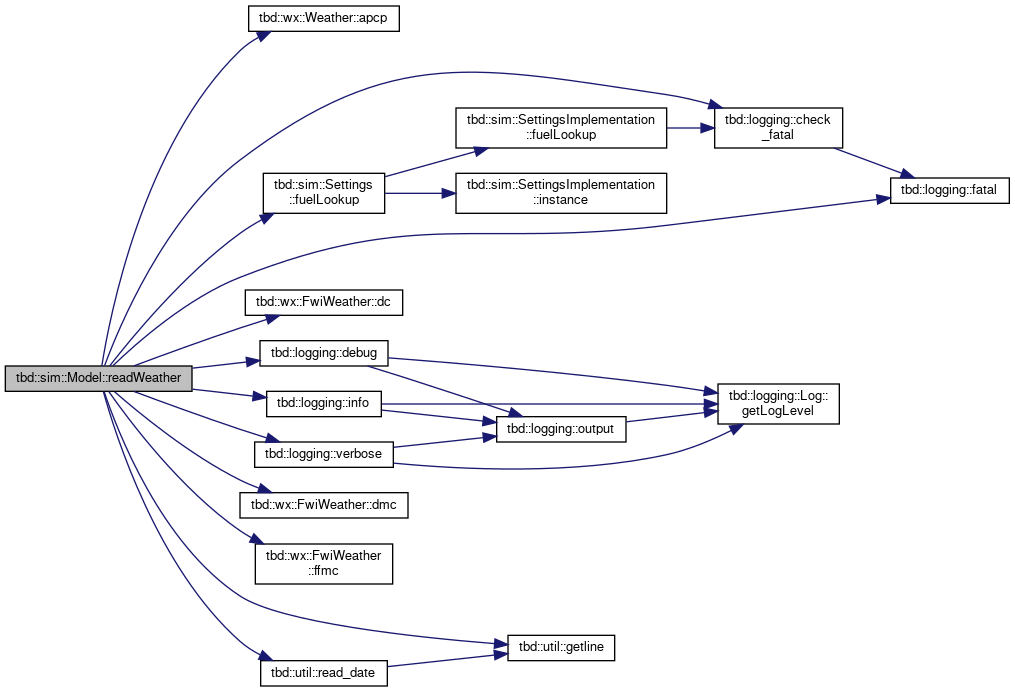 tbd::wx::Weather::apcp
tbd::sim::SettingsImplementation
::fuelLookup
tbd::logging::check
_fatal
tbd::sim::Settings
::fuelLookup
tbd::sim::SettingsImplementation
::instance
tbd::logging::fatal
tbd::wx::FwiWeather::dc
tbd::logging::debug
tbd::sim::Model::readWeather
tbd::logging::info
tbd::logging::Log::
getLogLevel
tbd::logging::output
tbd::logging::verbose
tbd::wx::FwiWeather::dmc
tbd::wx::FwiWeather
::ffmc
tbd::util::getline
tbd::util::read_date